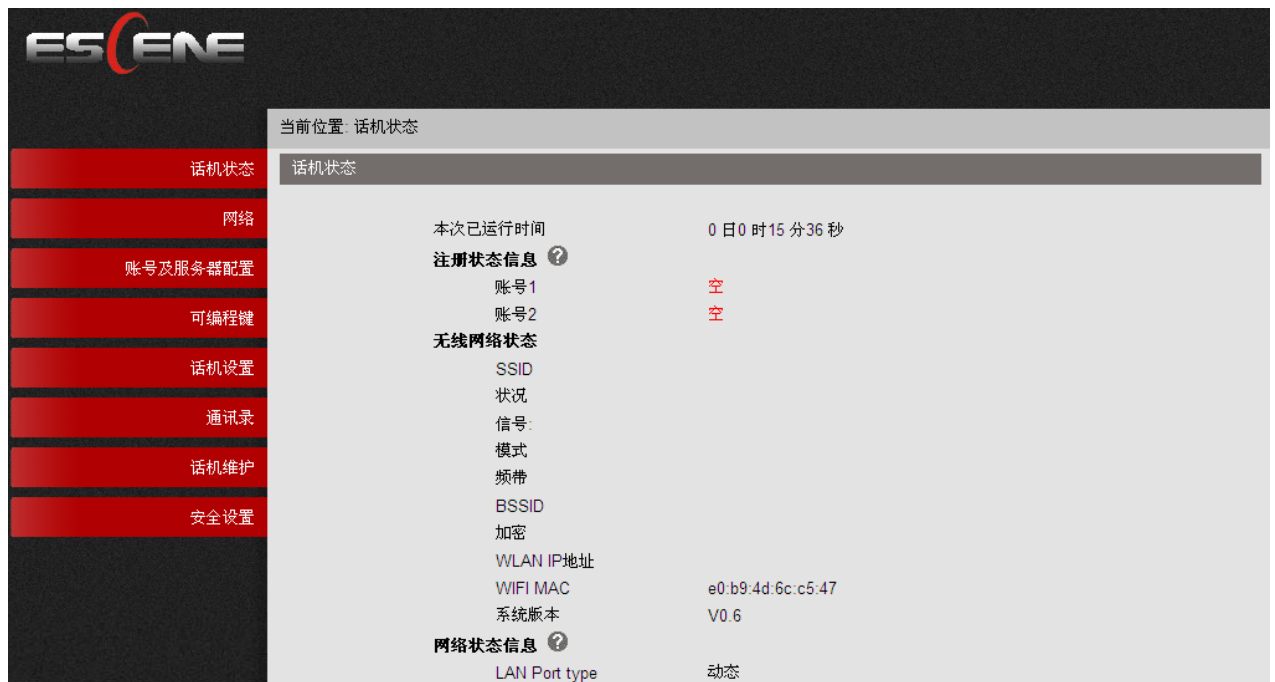 ESCENE
当前位置: 话机状态
话机状态
网络
账号及服务器配置
可编程键
话机设置
通讯录
话机维护
安全设置
话机状态
本次已运行时间 0 日0 时15 分36 秒
注册状态信息 ?
账号1 空
账号2 空
无线网络状态
SSID
状况
信号:
模式
频带
BSSID
加密
WLAN IP地址
WIFI MAC e0:b9:4d:6c:c5:47
系统版本 V0.6
网络状态信息 ?
LAN Port type 动态